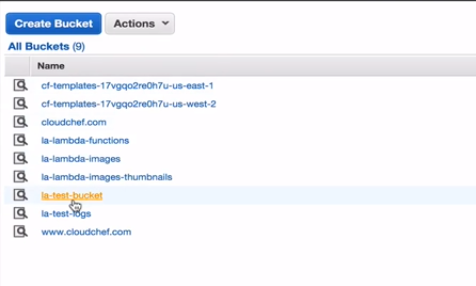 Create Bucket Actions
All Buckets (9)
Name
cf-templates-17vgqo2re0h7u-us-east-1
cf-templates-17vgqo2re0h7u-us-west-2
cloudchef.com
la-lambda-functions
la-lambda-images
la-lambda-images-thumbnails
la-test-bucket
la-test-logs
www.cloudchef.com